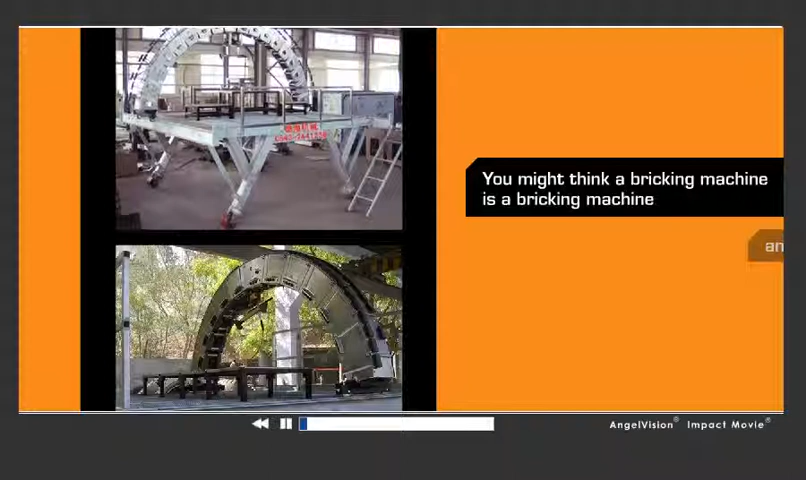 You might think a bricking machine
is a bricking machine
an
AngelVision® Impact Movie®